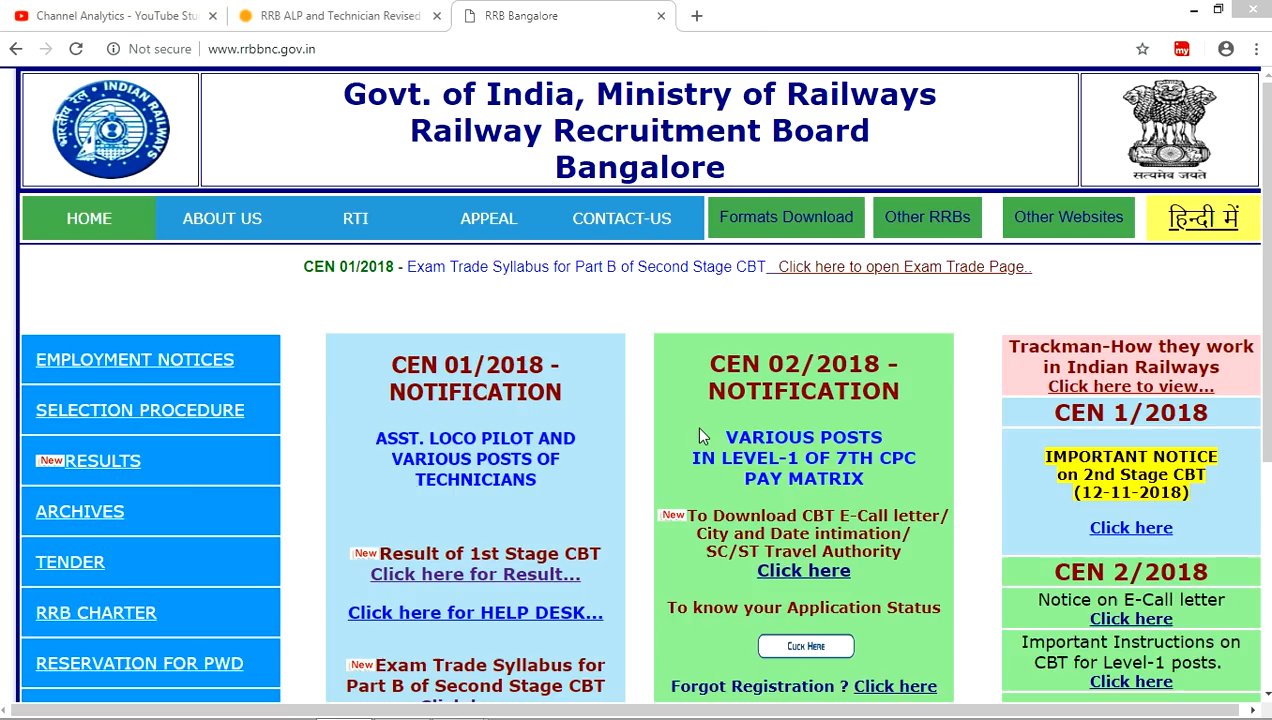 Channel Analytics - YouTube Stu
RRB ALP and Technician Revised
RRB Bangalore
Not secure
www.rrbbnc.gov.in
my
INDIAN RAILWAYS
भारतीय रेल
Govt. of India, Ministry of Railways
Railway Recruitment Board
Bangalore
सत्यमेव जयते
HOME
ABOUT US
RTI
APPEAL
CONTACT-US
Formats Download
Other RRBs
Other Websites
हिन्दी में
CEN 01/2018 - Exam Trade Syllabus for Part B of Second Stage CBT Click here to open Exam Trade Page..
EMPLOYMENT NOTICES
SELECTION PROCEDURE
New RESULTS
ARCHIVES
TENDER
RRB CHARTER
RESERVATION FOR PWD
CEN 01/2018 -
NOTIFICATION
ASST. LOCO PILOT AND
VARIOUS POSTS OF
TECHNICIANS
New Result of 1st Stage CBT
Click here for Result...
Click here for HELP DESK...
New Exam Trade Syllabus for
Part B of Second Stage CBT
CEN 02/2018 -
NOTIFICATION
VARIOUS POSTS
IN LEVEL-1 OF 7TH CPC
PAY MATRIX
New To Download CBT E-Call letter/
City and Date intimation/
SC/ST Travel Authority
Click here
To know your Application Status
Click Here
Forgot Registration ? Click here
Trackman-How they work
in Indian Railways
Click here to view...
CEN 1/2018
IMPORTANT NOTICE
on 2nd Stage CBT
(12-11-2018)
Click here
CEN 2/2018
Notice on E-Call letter
Click here
Important Instructions on
CBT for Level-1 posts.
Click here